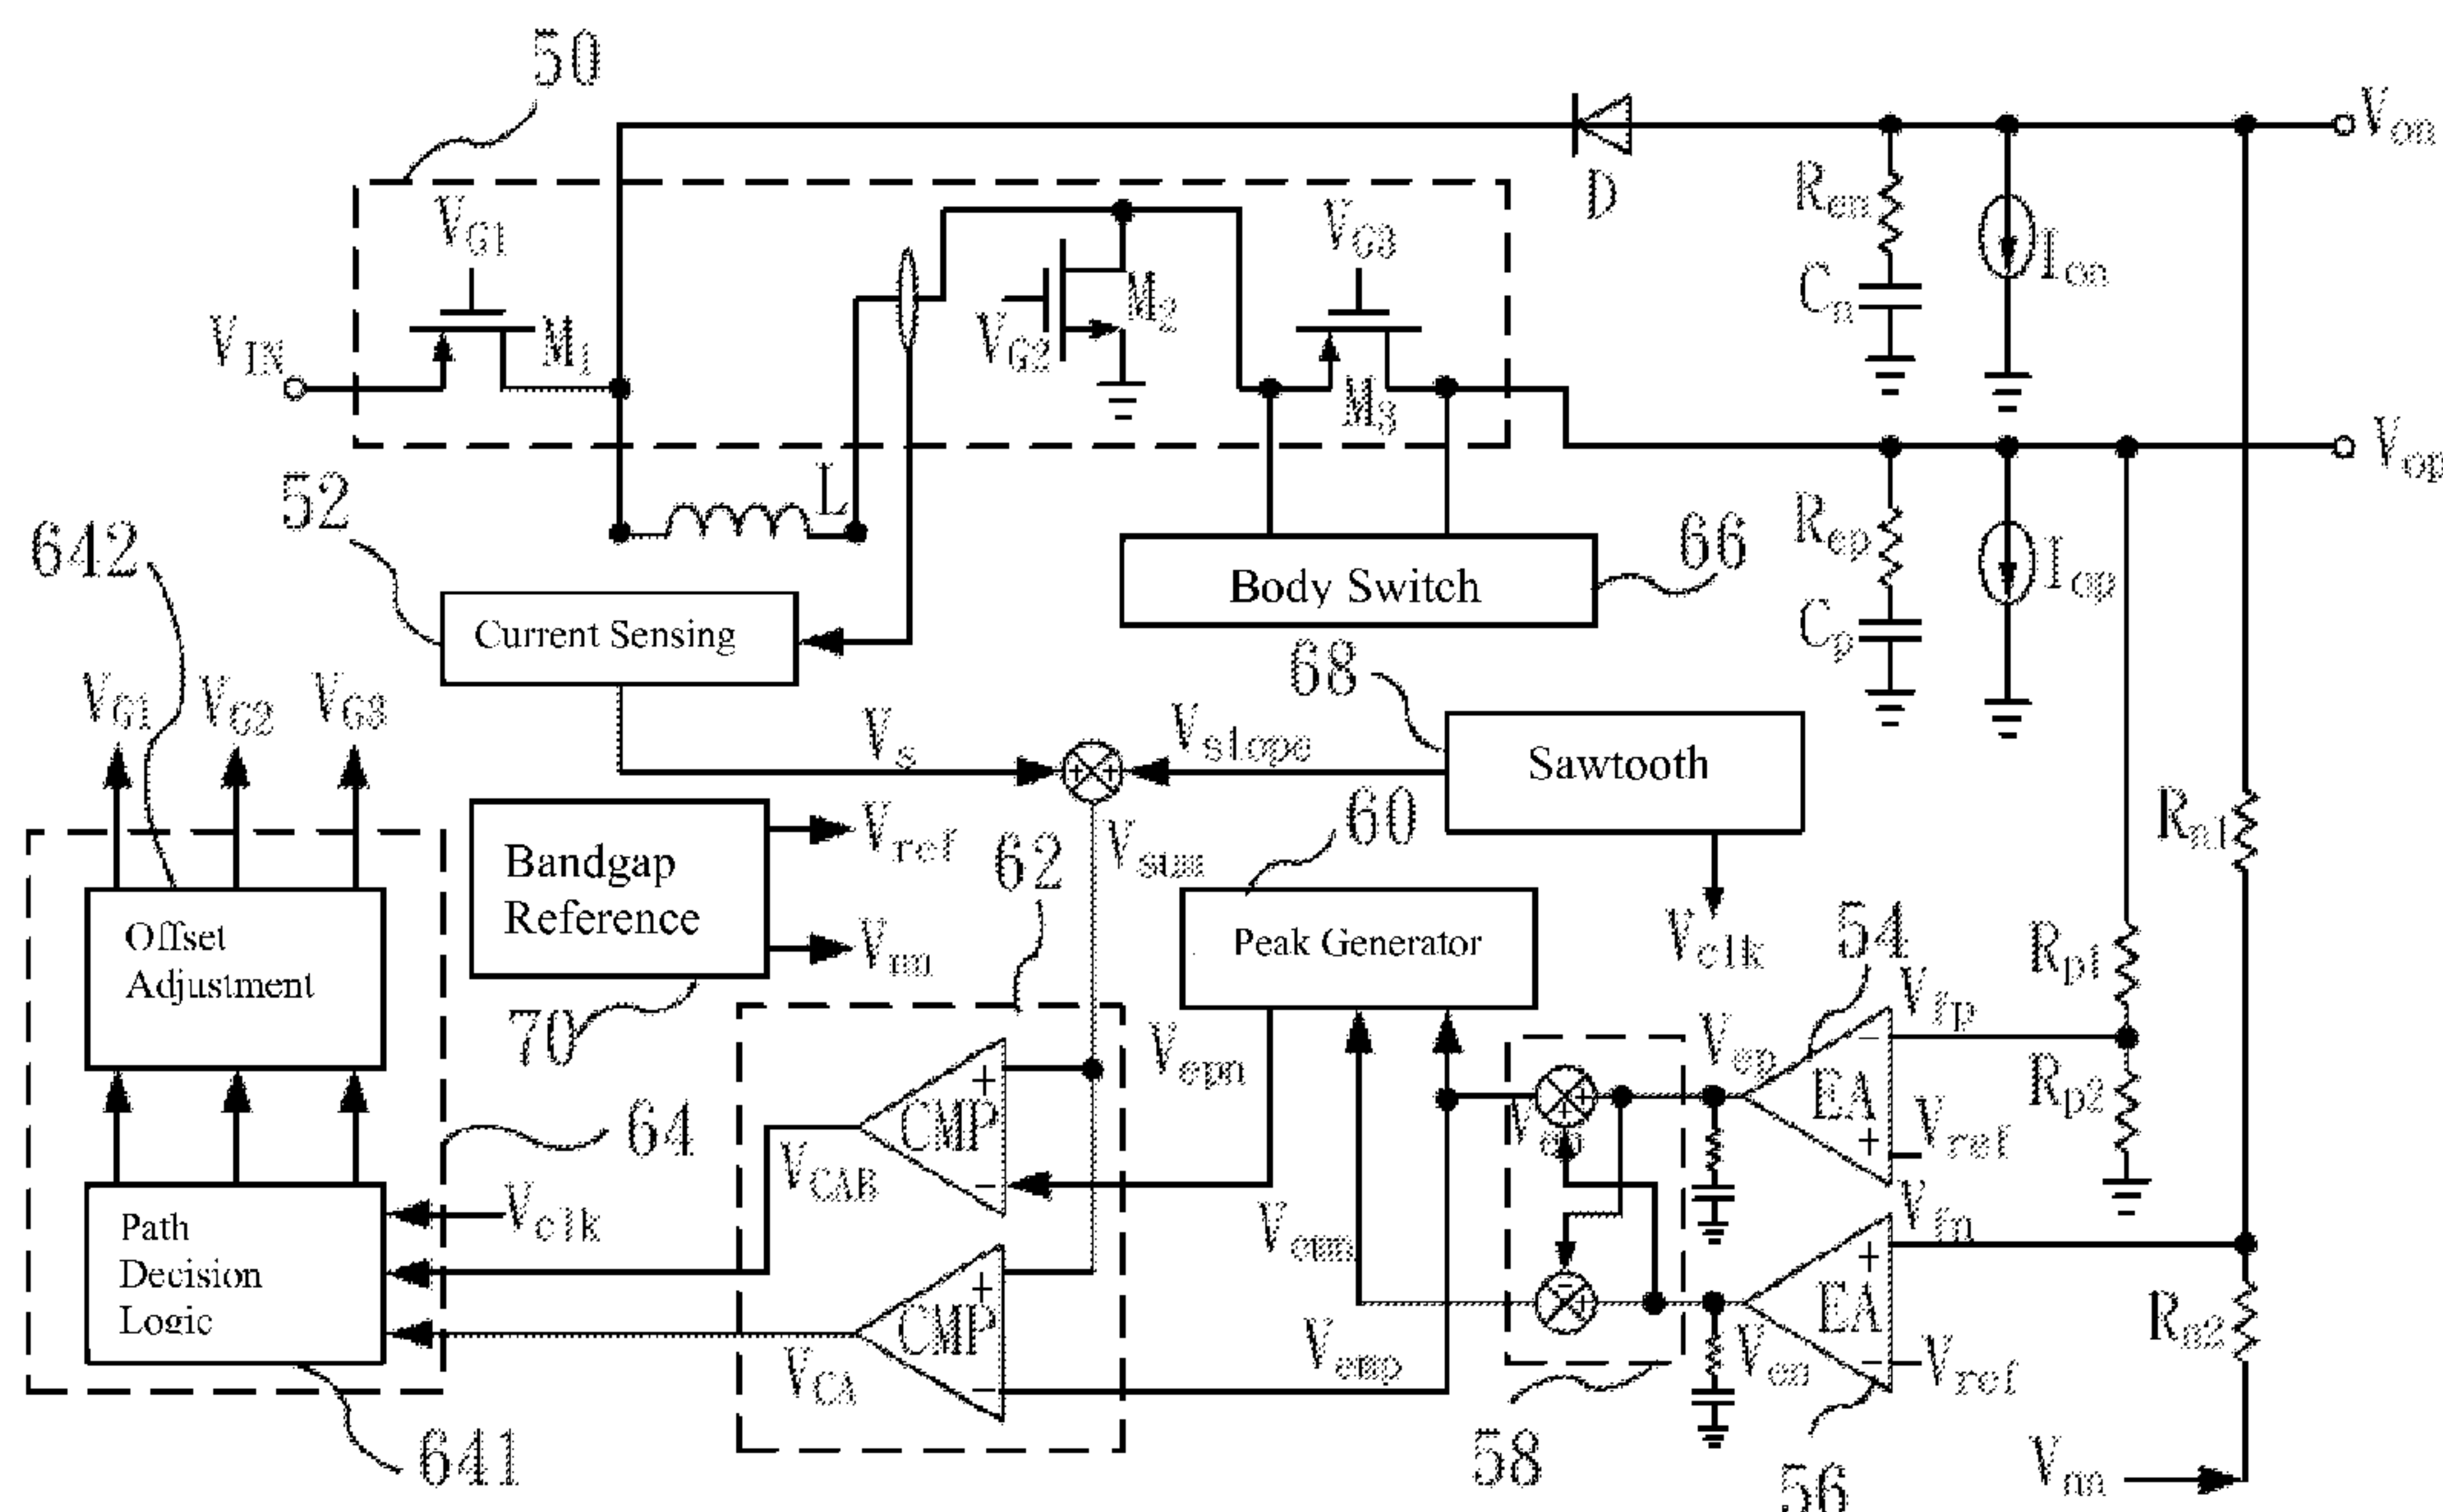 50
V_on
D
R_en
I_on
C_n
V_G1
V_G3
M_2
V_G2
V_IN
M_1
M_3
V_op
L
52
642
66
R_ep
I_op
C_p
Body Switch
Current Sensing
68
V_G1
V_G2
V_G3
V_s
V_slope
Sawtooth
60
V_ref
V_sum
62
R_n1
Bandgap
Reference
Offset
Adjustment
Peak Generator
V_clk
54
R_p1
V_fp
70
V_epn
V_ep
−
R_p2
EA
+
V_ref
64
+
CMP
−
V_CAB
+
+
V_fn
Path
Decision
Logic
V_clk
−
+
+
EA
−
+
CMP
−
V_CA
V_emp
V_en
V_ref
R_n2
641
58
56